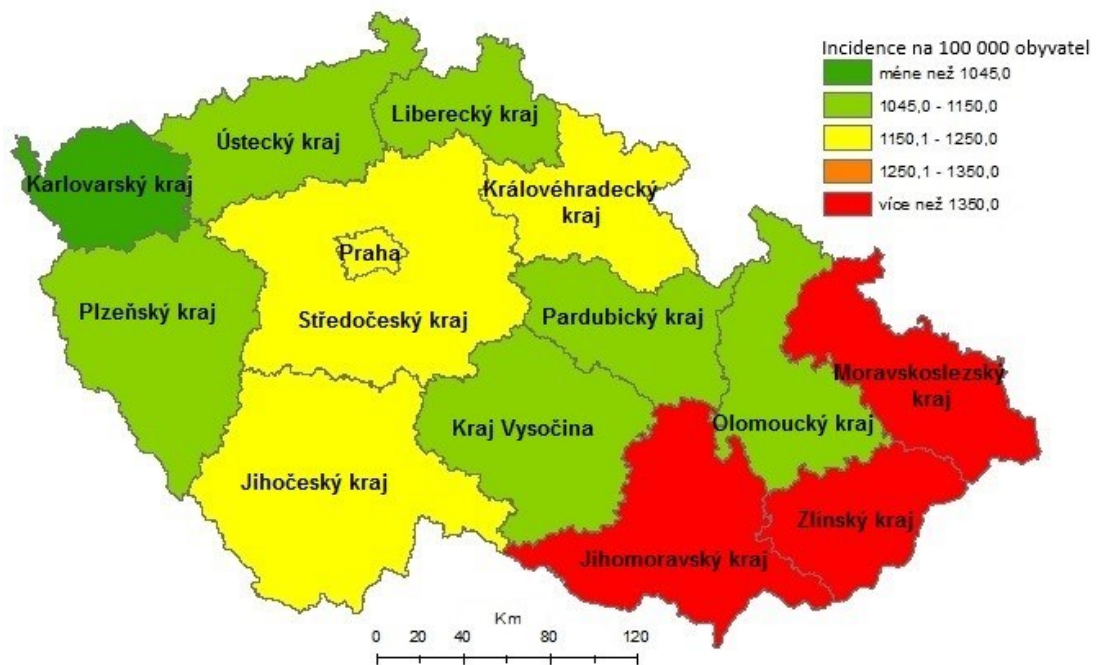 Incidence na 100 000 obyvatel
méne než 1045,0
1045,0 - 1150,0
1150,1 - 1250,0
1250,1 - 1350,0
více než 1350,0
Liberecký kraj
Ústecký kraj
Karlovarský kraj
Královéhradecký
kraj
Praha
Plzeňský kraj
Středočeský kraj
Pardubický kraj
Moravskoslezský
kraj
Kraj Vysočina
Olomoucký kraj
Jihočeský kraj
Zlínský kraj
Jihomoravský kraj
Km
0 20 40 80 120